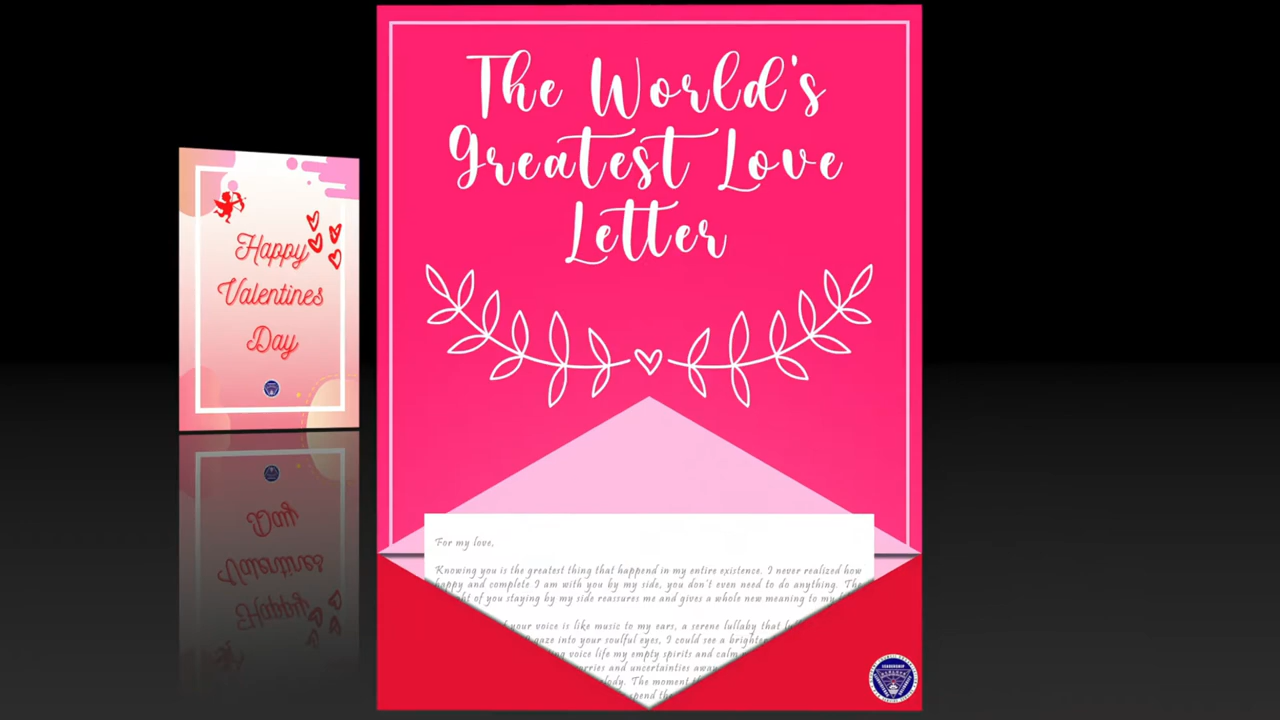 Happy
Valentines
Day
The World's
Greatest Love
Letter
For my love,
Knowing you is the greatest thing that happend in my entire existence. I never realized how
happy and complete I am with you by my side, you don't even need to do anything. The
of you staying by my side reassures me and gives a whole new meaning to my
your voice is like music to my ears, a serene lullaby that
gaze into your soulful eyes, I could see a brighter
voice life my empty spirits and calm
and uncertainties away
The moment
spend the
LEADERSHIP